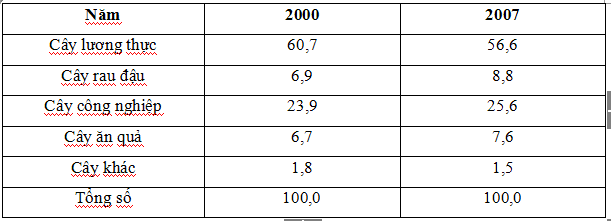 Năm 2000 2007
Cây lương thực 60,7 56,6
Cây rau đậu 6,9 8,8
Cây công nghiệp 23,9 25,6
Cây ăn quả 6,7 7,6
Cây khác 1,8 1,5
Tổng số 100,0 100,0